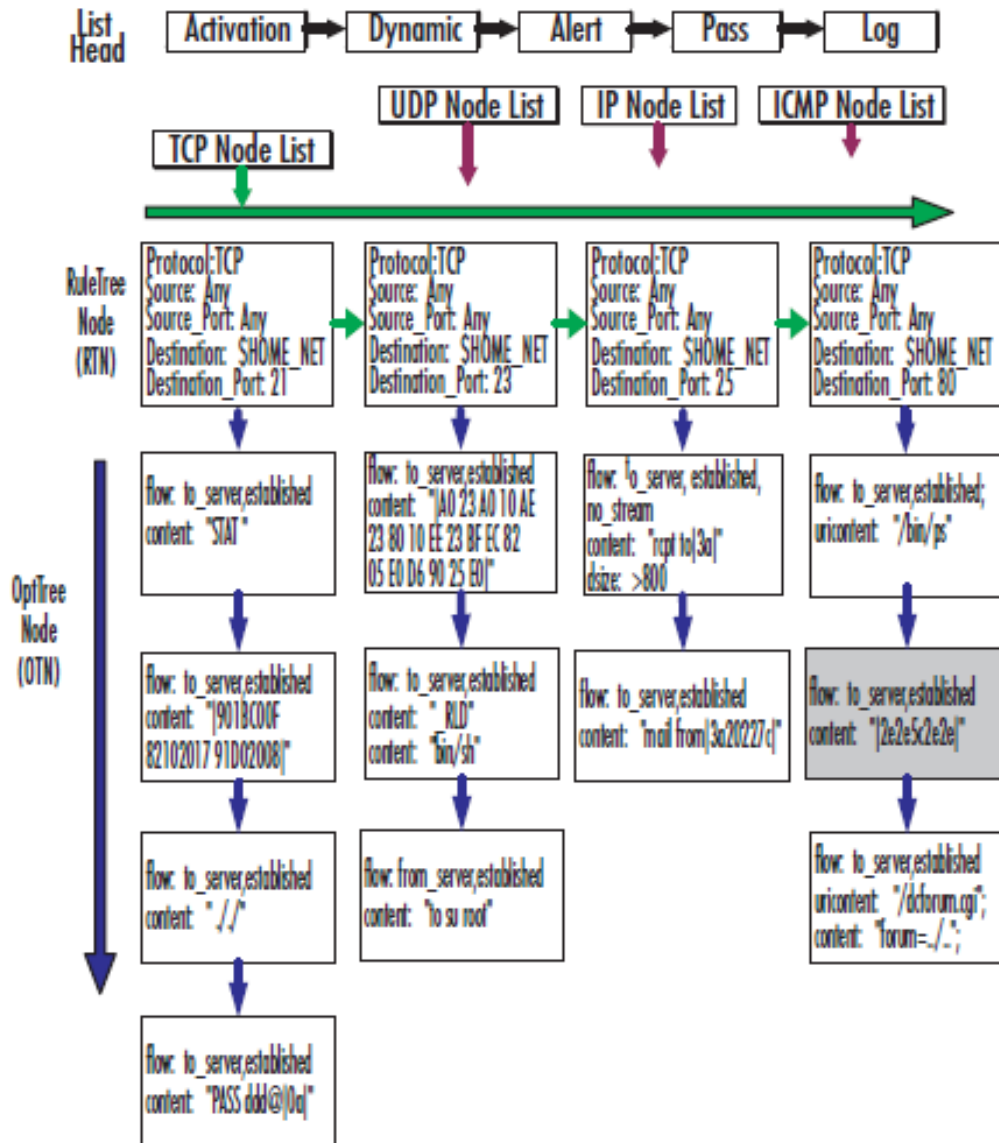 List
Head
Activation
Dynamic
Alert
Pass
Log
UDP Node List
IP Node List
ICMP Node List
TCP Node List
RuleTree
Node
(RTN)
Protocol:TCP
Source: Any
Source_Port: Any
Destination: $HOME_NET
Destination_Port: 21
Protocol:TCP
Source: Any
Source_Port: Any
Destination: $HOME_NET
Destination_Port: 23
Protocol:TCP
Source: Any
Source_Port: Any
Destination: $HOME_NET
Destination_Port: 25
Protocol:TCP
Source: Any
Source_Port: Any
Destination: $HOME_NET
Destination_Port: 80
OptTree
Node
(OTN)
flow: to_server,established
content: "STAT "
flow: to_server,established
content: "|A0 23 A0 10 AE
23 80 10 EE 23 BF EC 82
05 E0 D6 90 25 E0|"
flow: to_server, established,
no_stream
content: "rcpt to|3a|"
dsize: >800
flow: to_server,established;
uricontent: "/bin/ps"
flow: to_server,established
content: "|901BC00F
82102017 91D02008|"
flow: to_server,established
content: "_RLD"
content: "bin/sh"
flow: to_server,established
content: "mail from|3a20227c|"
flow: to_server,established
content: "|2e2e5c2e2e|"
flow: to_server,established
content: " ././"
flow: from_server,established
content: "to su root"
flow: to_server,established
uricontent: "/dcforum.cgi";
content: "forum=../..";
flow: to_server,established
content: "PASS ddd@|0a|"